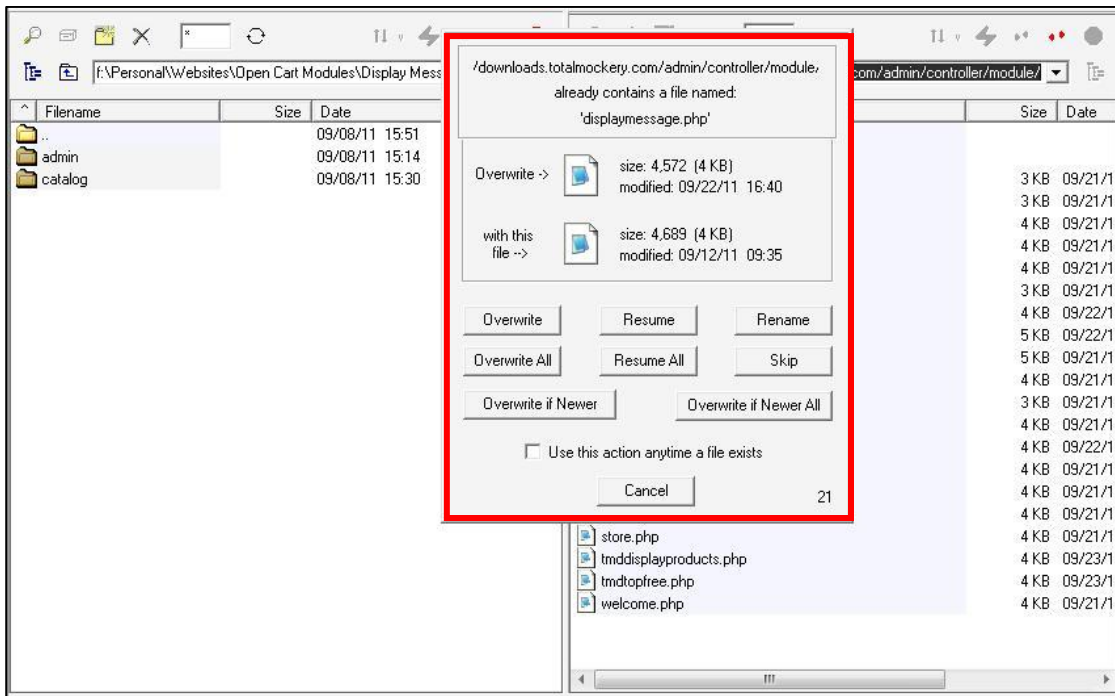 *
f:\Personal\Websites\Open Cart Modules\Display Mess
Filename Size Date
.. 09/08/11 15:51
admin 09/08/11 15:14
catalog 09/08/11 15:30
/downloads.totalmockery.com/admin/controller/module,
already contains a file named:
'displaymessage.php'
Overwrite ->
size: 4,572 (4 KB)
modified: 09/22/11 16:40
with this
file -->
size: 4,689 (4 KB)
modified: 09/12/11 09:35
Overwrite Resume Rename
Overwrite All Resume All Skip
Overwrite if Newer Overwrite if Newer All
Use this action anytime a file exists
Cancel
21
com/admin/controller/module/
Size Date
3 KB 09/21/1
3 KB 09/21/1
4 KB 09/21/1
4 KB 09/21/1
4 KB 09/21/1
3 KB 09/21/1
4 KB 09/22/1
5 KB 09/22/1
5 KB 09/21/1
4 KB 09/21/1
3 KB 09/21/1
4 KB 09/21/1
4 KB 09/22/1
4 KB 09/21/1
4 KB 09/21/1
4 KB 09/21/1
store.php 4 KB 09/21/1
tmddisplayproducts.php 4 KB 09/23/1
tmdtopfree.php 4 KB 09/23/1
welcome.php 4 KB 09/21/1